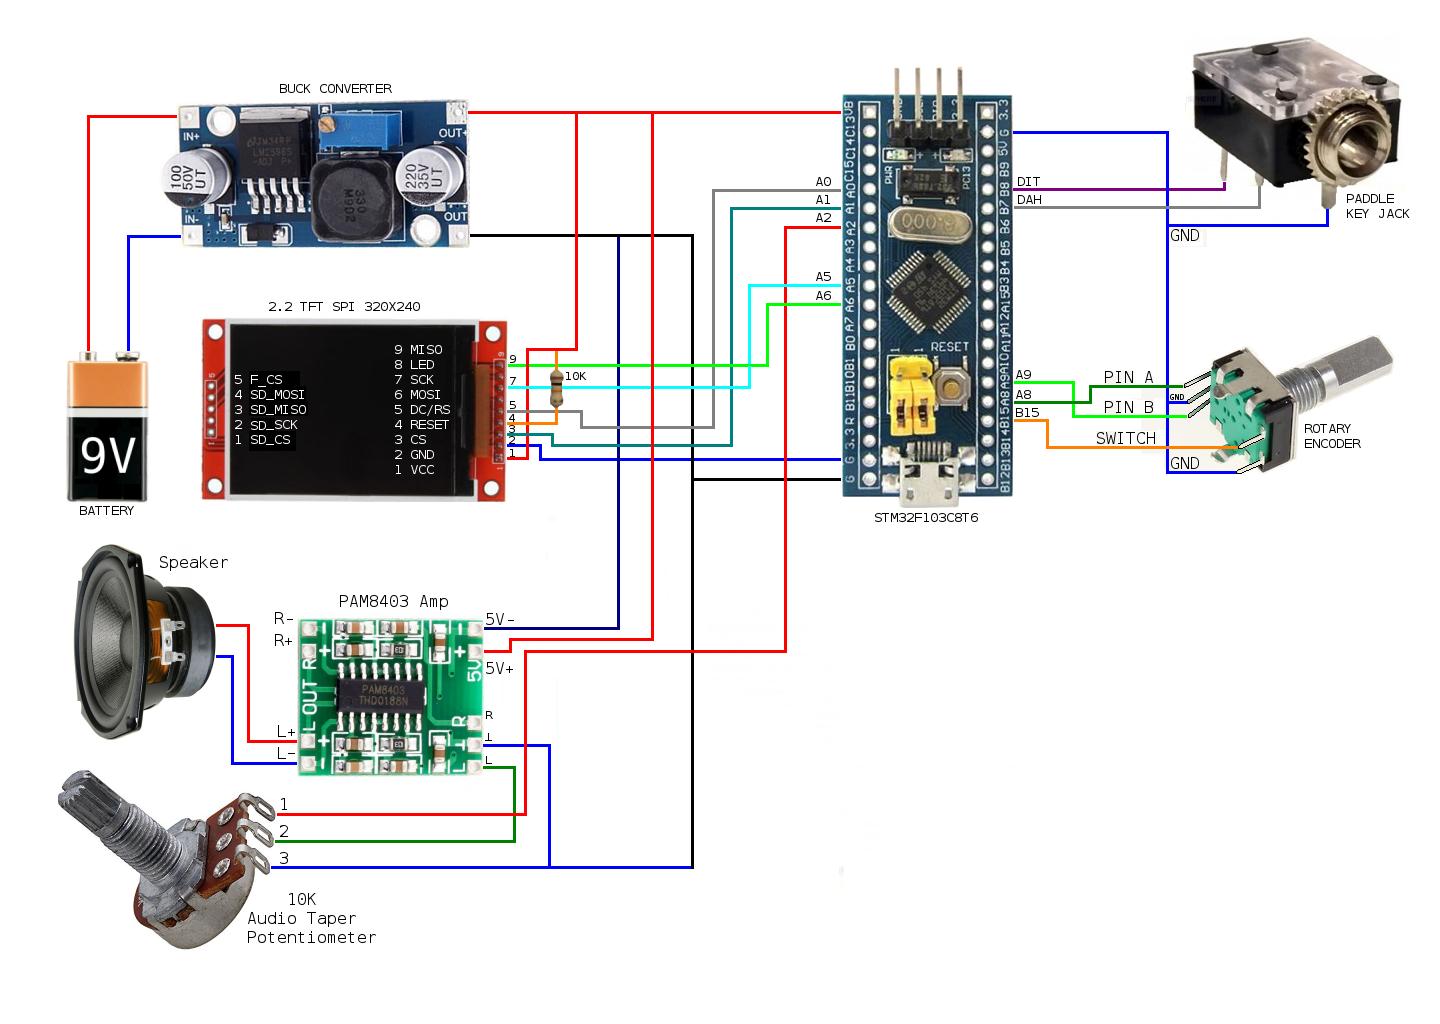 BUCK CONVERTER
IN+
OUT+
LM2596S
-ADJ P+
100
50V
UT
220
35V
UT
330
IN-
OUT
2.2 TFT SPI 320X240
9 MISO
8 LED
7 SCK
6 MOSI
5 DC/RS
4 RESET
3 CS
2 GND
1 VCC
5 F_CS
4 SD_MOSI
3 SD_MISO
2 SD_SCK
1 SD_CS
9
7
5
4
3
2
1
10K
9V
BATTERY
Speaker
PAM8403 Amp
R-
R+
L+
L-
5V-
5V+
R
L
R
L OUT
PAM8403
THD0188N
5V
R
L
1
2
3
10K
Audio Taper
Potentiometer
A0
A1
A2
A5
A6
VB
C13
C14
C15
A0
A1
A2
A3
A4
A5
A6
A7
B0
B1
B10
B11
R
3.3
G
G
3.3
G
5V
B9
B8
B7
B6
B5
B4
B3
A15
A12
A11
A10
A9
A8
B15
B14
B13
B12
PWR
PC13
8.000
RESET
1
1
STM32F103C8T6
DIT
DAH
GND
PADDLE
KEY JACK
A9
A8
B15
PIN A
GND
PIN B
SWITCH
GND
ROTARY
ENCODER